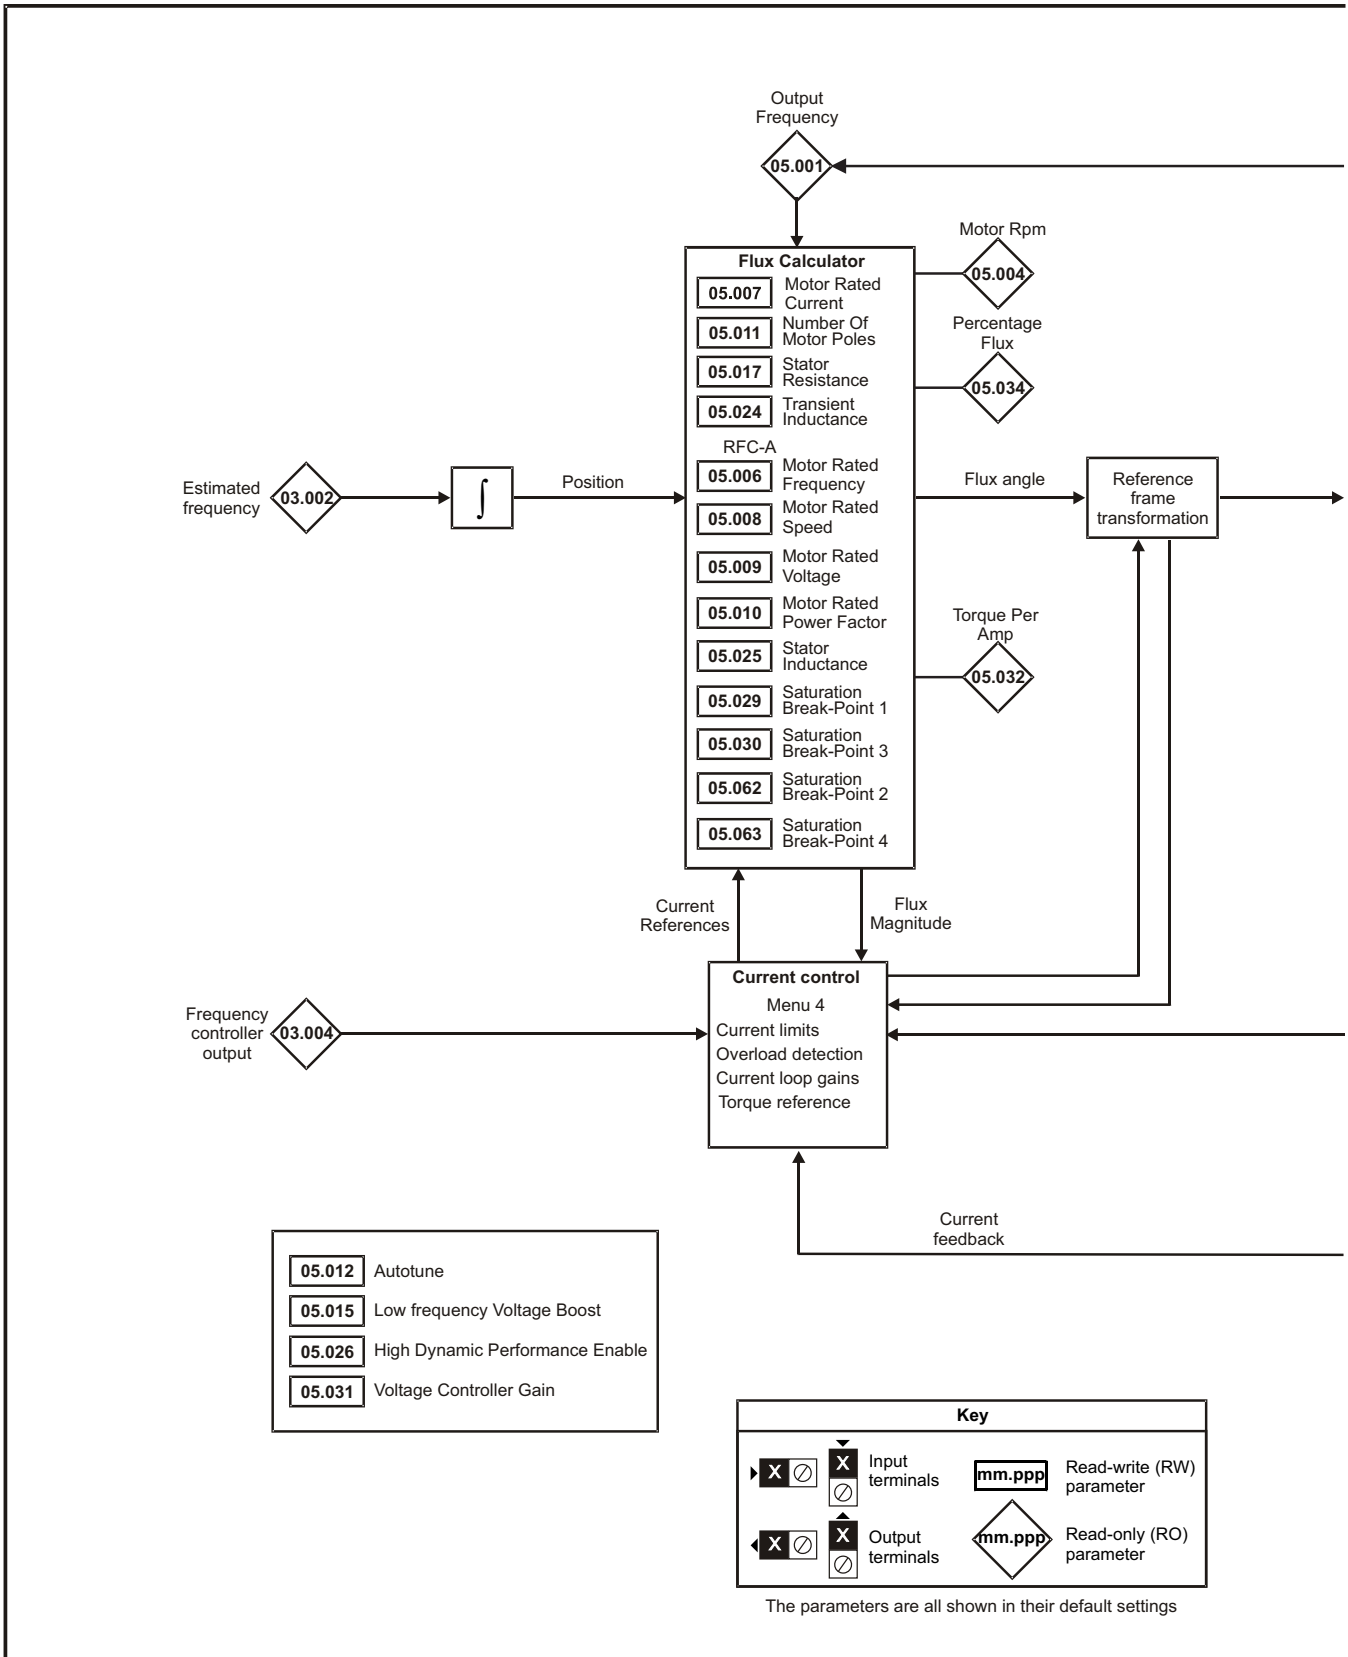 Output
Frequency
05.001
Motor Rpm
05.004
Percentage
Flux
05.034
Flux Calculator
05.007 Motor Rated
Current
05.011 Number Of
Motor Poles
05.017 Stator
Resistance
05.024 Transient
Inductance
RFC-A
05.006 Motor Rated
Frequency
05.008 Motor Rated
Speed
05.009 Motor Rated
Voltage
05.010 Motor Rated
Power Factor
05.025 Stator
Inductance
05.029 Saturation
Break-Point 1
05.030 Saturation
Break-Point 3
05.062 Saturation
Break-Point 2
05.063 Saturation
Break-Point 4
Estimated
frequency
03.002
∫
Position
Flux angle
Reference
frame
transformation
Torque Per
Amp
05.032
Current
References
Flux
Magnitude
Frequency
controller
output
03.004
Current control
Menu 4
Current limits
Overload detection
Current loop gains
Torque reference
Current
feedback
05.012 Autotune
05.015 Low frequency Voltage Boost
05.026 High Dynamic Performance Enable
05.031 Voltage Controller Gain
Key
X X Input
terminals
mm.ppp Read-write (RW)
parameter
X X Output
terminals
mm.ppp Read-only (RO)
parameter
The parameters are all shown in their default settings